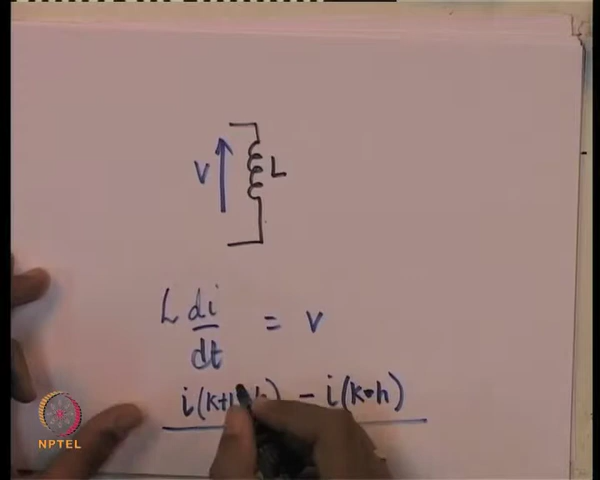 V L
L di/dt = v
i(k+1 h) - i(k•h)
NPTEL